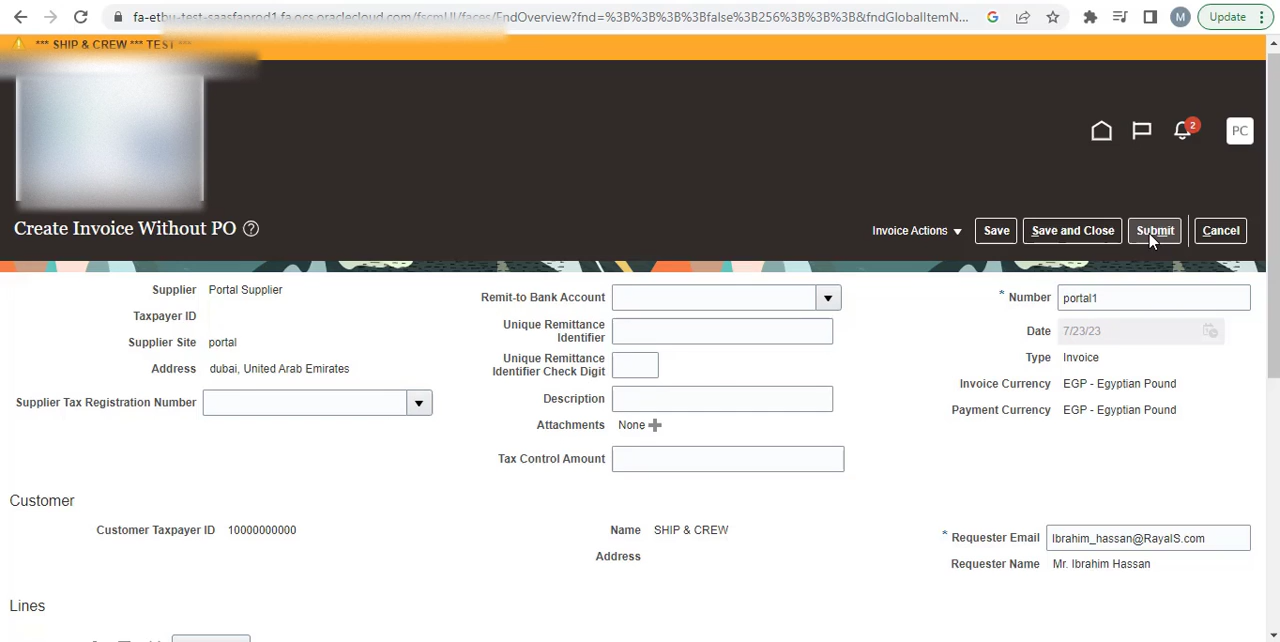 fa-etbu-test-saasfaprod1.fa.ocs.oraclecloud.com/fscmUI/faces/FndOverview?fnd=%3B%3B%3B%3Bfalse%3B256%3B%3B%3B&fndGlobalItemN...
M
Update
*** SHIP & CREW *** TEST ***
2
PC
Create Invoice Without PO
Invoice Actions
Save
Save and Close
Submit
Cancel
Supplier Portal Supplier
Taxpayer ID
Supplier Site portal
Address dubai, United Arab Emirates
Supplier Tax Registration Number
Remit-to Bank Account
Unique Remittance
Identifier
Unique Remittance
Identifier Check Digit
Description
Attachments None
Tax Control Amount
* Number portal1
Date 7/23/23
Type Invoice
Invoice Currency EGP - Egyptian Pound
Payment Currency EGP - Egyptian Pound
Customer
Customer Taxpayer ID 10000000000
Name SHIP & CREW
Address
* Requester Email Ibrahim_hassan@RayaIS.com
Requester Name Mr. Ibrahim Hassan
Lines